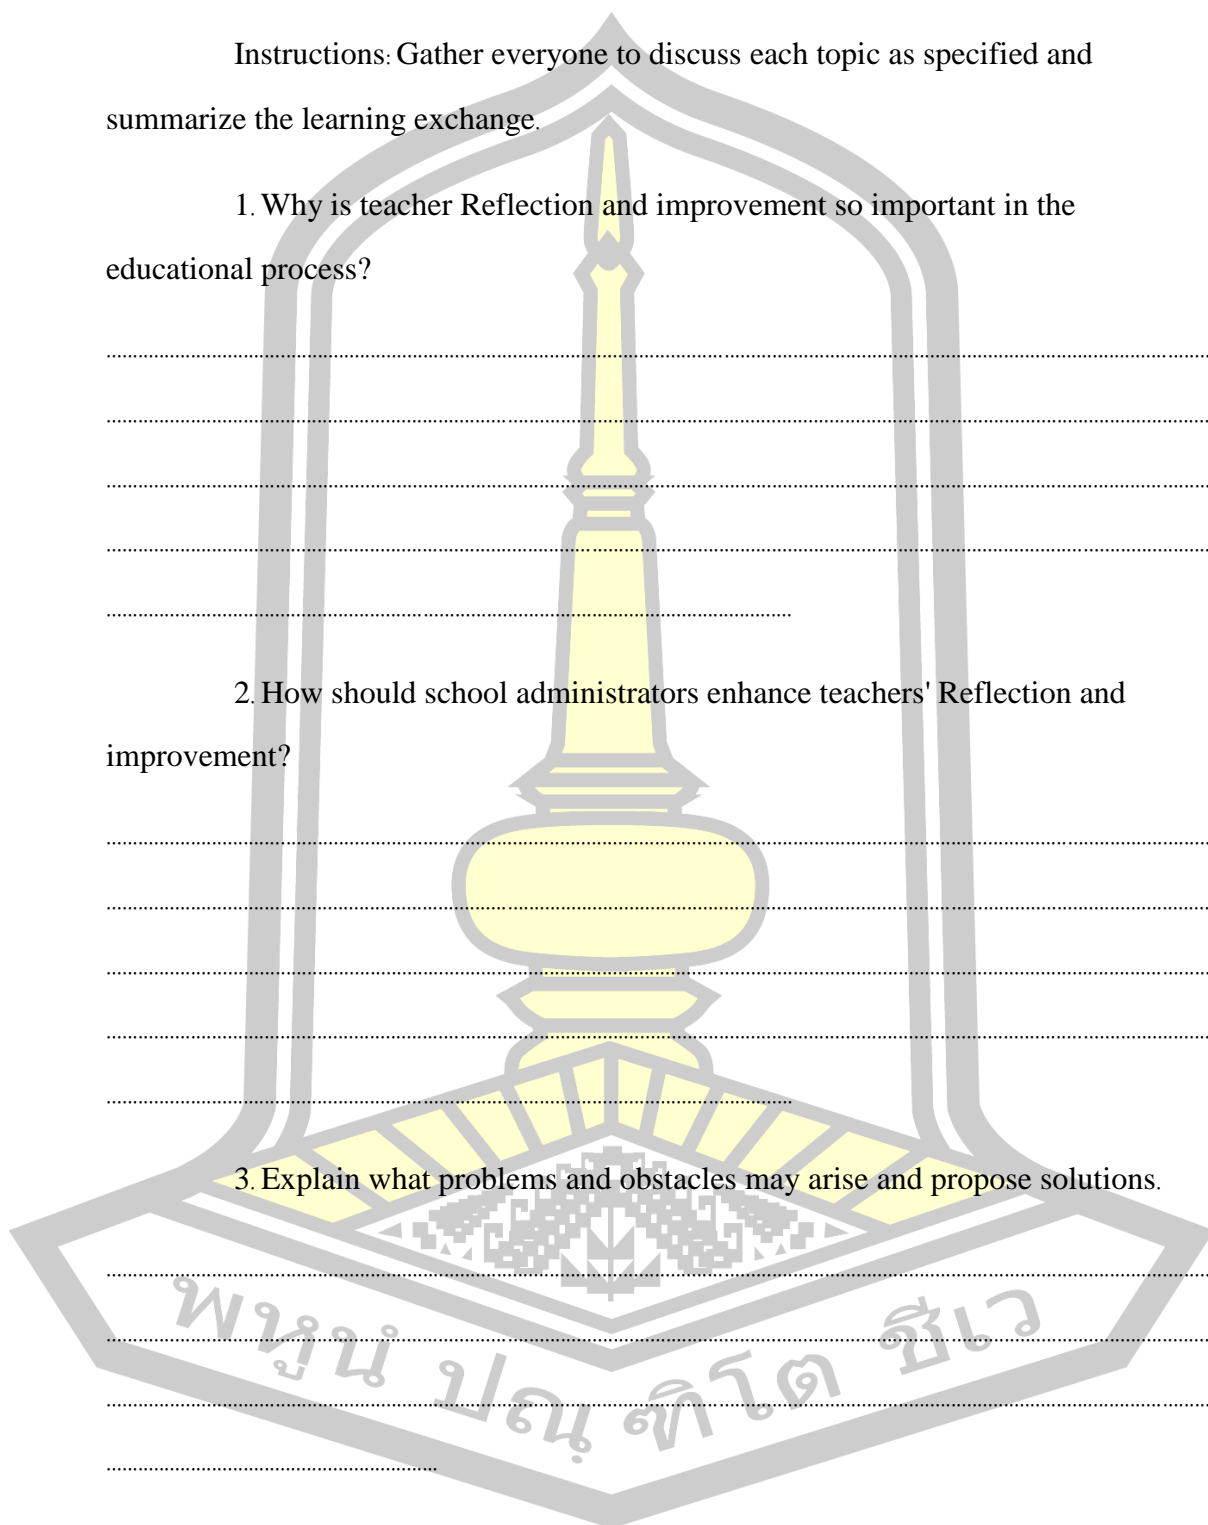 Instructions: Gather everyone to discuss each topic as specified and
summarize the learning exchange.
1. Why is teacher Reflection and improvement so important in the
educational process?
2. How should school administrators enhance teachers' Reflection and
improvement?
3. Explain what problems and obstacles may arise and propose solutions.
พหูนํ ปณฺฑิโต ชีเว